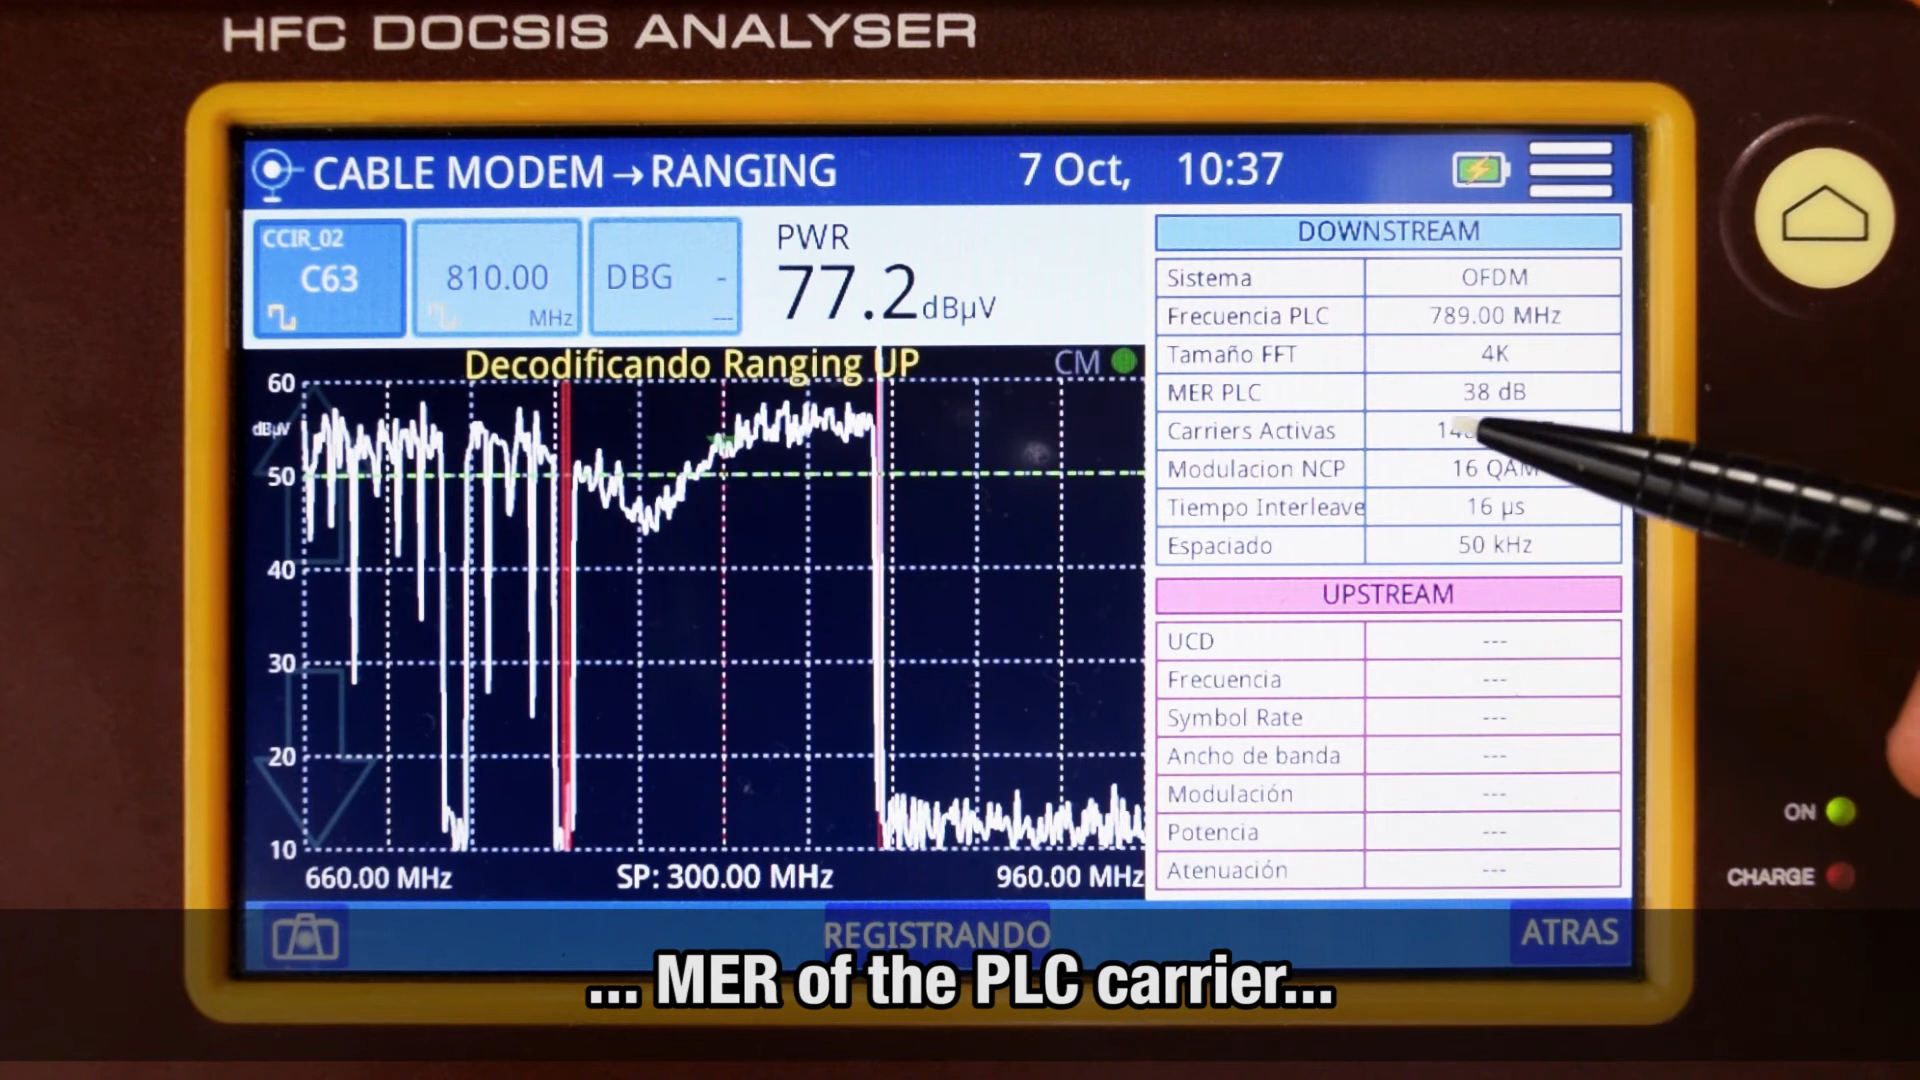 HFC DOCSIS ANALYSER
CABLE MODEM→RANGING 7 Oct, 10:37
CCIR_02
C63
810.00
MHz
DBG -
---
PWR
77.2 dBµV
Decodificando Ranging UP
CM
60
dBµV
50
40
30
20
10
660.00 MHz SP: 300.00 MHz 960.00 MHz
DOWNSTREAM
Sistema OFDM
Frecuencia PLC 789.00 MHz
Tamaño FFT 4K
MER PLC 38 dB
Carriers Activas
Modulacion NCP 16 QAM
Tiempo Interleave 16 µs
Espaciado 50 kHz
UPSTREAM
UCD ---
Frecuencia ---
Symbol Rate ---
Ancho de banda ---
Modulación ---
Potencia ---
Atenuación ---
ON
CHARGE
REGISTRANDO
ATRAS
... MER of the PLC carrier...